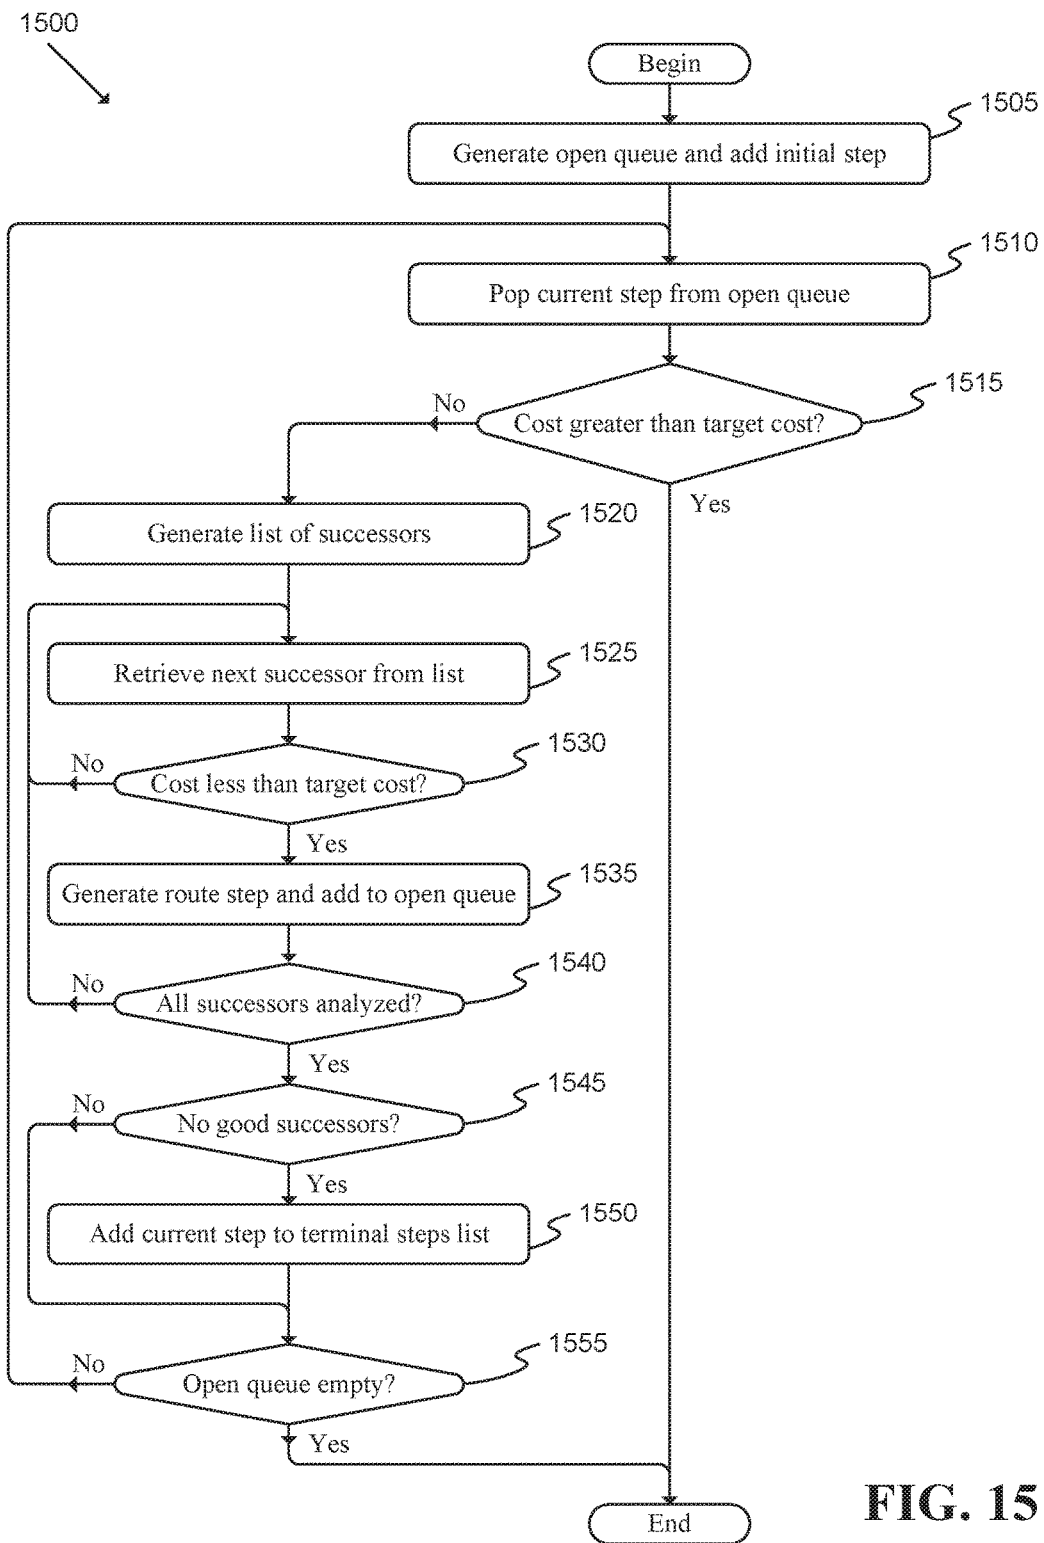 1500
Begin
1505
Generate open queue and add initial step
1510
Pop current step from open queue
1515
Cost greater than target cost?
No
Yes
1520
Generate list of successors
1525
Retrieve next successor from list
1530
Cost less than target cost?
No
Yes
1535
Generate route step and add to open queue
1540
All successors analyzed?
No
Yes
1545
No good successors?
No
Yes
1550
Add current step to terminal steps list
1555
Open queue empty?
No
Yes
End
FIG. 15